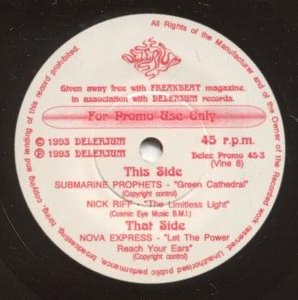 All Rights of the Manufacturer and of the Owner of the Recorded work reserved. Unauthorised public performance, broadcasting, hiring, copying and lending of this record prohibited.
Given away free with FREAKBEAT magazine,
in association with DELERIUM records.
For Promo Use Only
℗ 1993 DELERIUM
© 1993 DELERIUM
45 r.p.m.
Delec Promo 45-3
(Vine 8)
This Side
SUBMARINE PROPHETS - "Green Cathedral"
(Copyright control)
NICK RIFF - "The Limitless Light"
(Cosmic Eye Music B.M.I.)
That Side
NOVA EXPRESS - "Let The Power
Reach Your Ears"
(Copyright control)